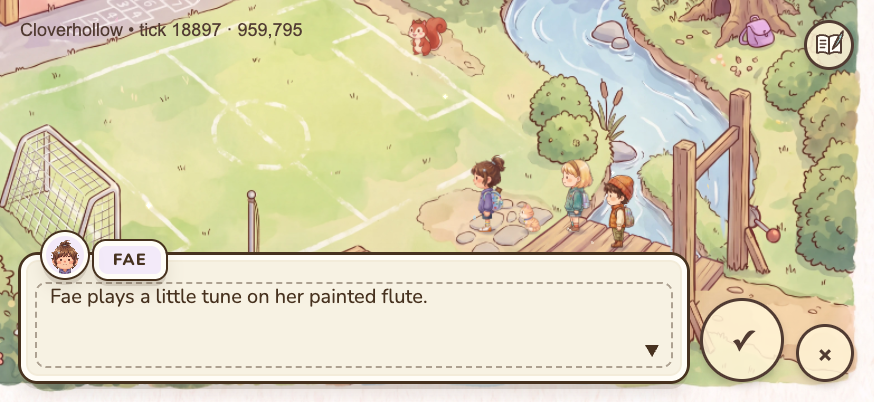 Cloverhollow • tick 18897 · 959,795
FAE
Fae plays a little tune on her painted flute.